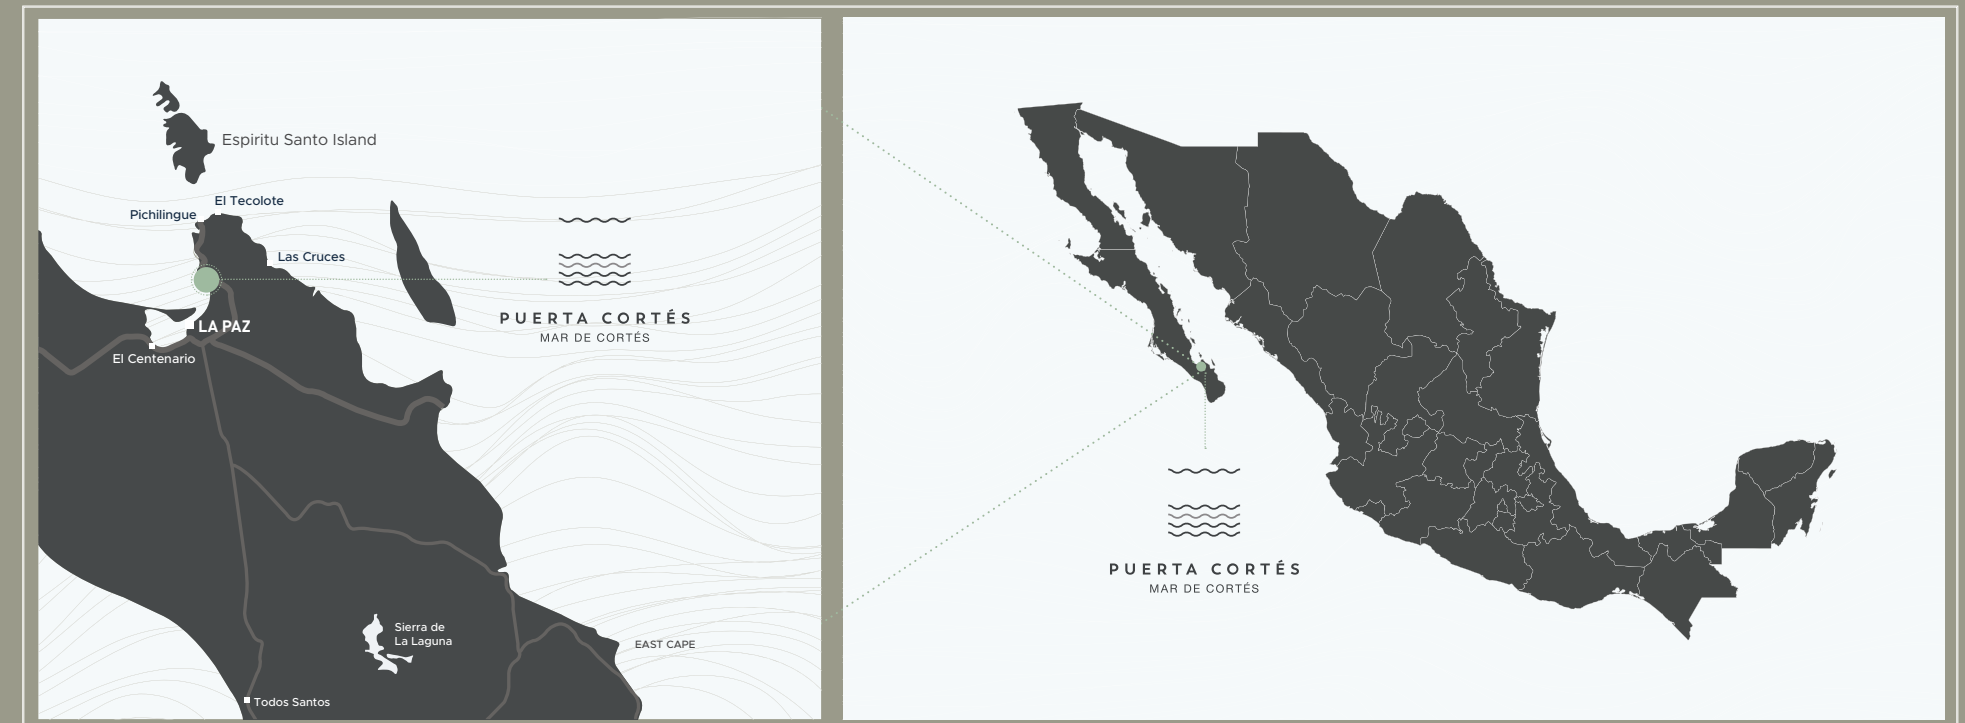 Espiritu Santo Island
El Tecolote
Pichilingue
Las Cruces
PUERTA CORTÉS
MAR DE CORTÉS
LA PAZ
El Centenario
Sierra de
La Laguna
EAST CAPE
Todos Santos
PUERTA CORTÉS
MAR DE CORTÉS